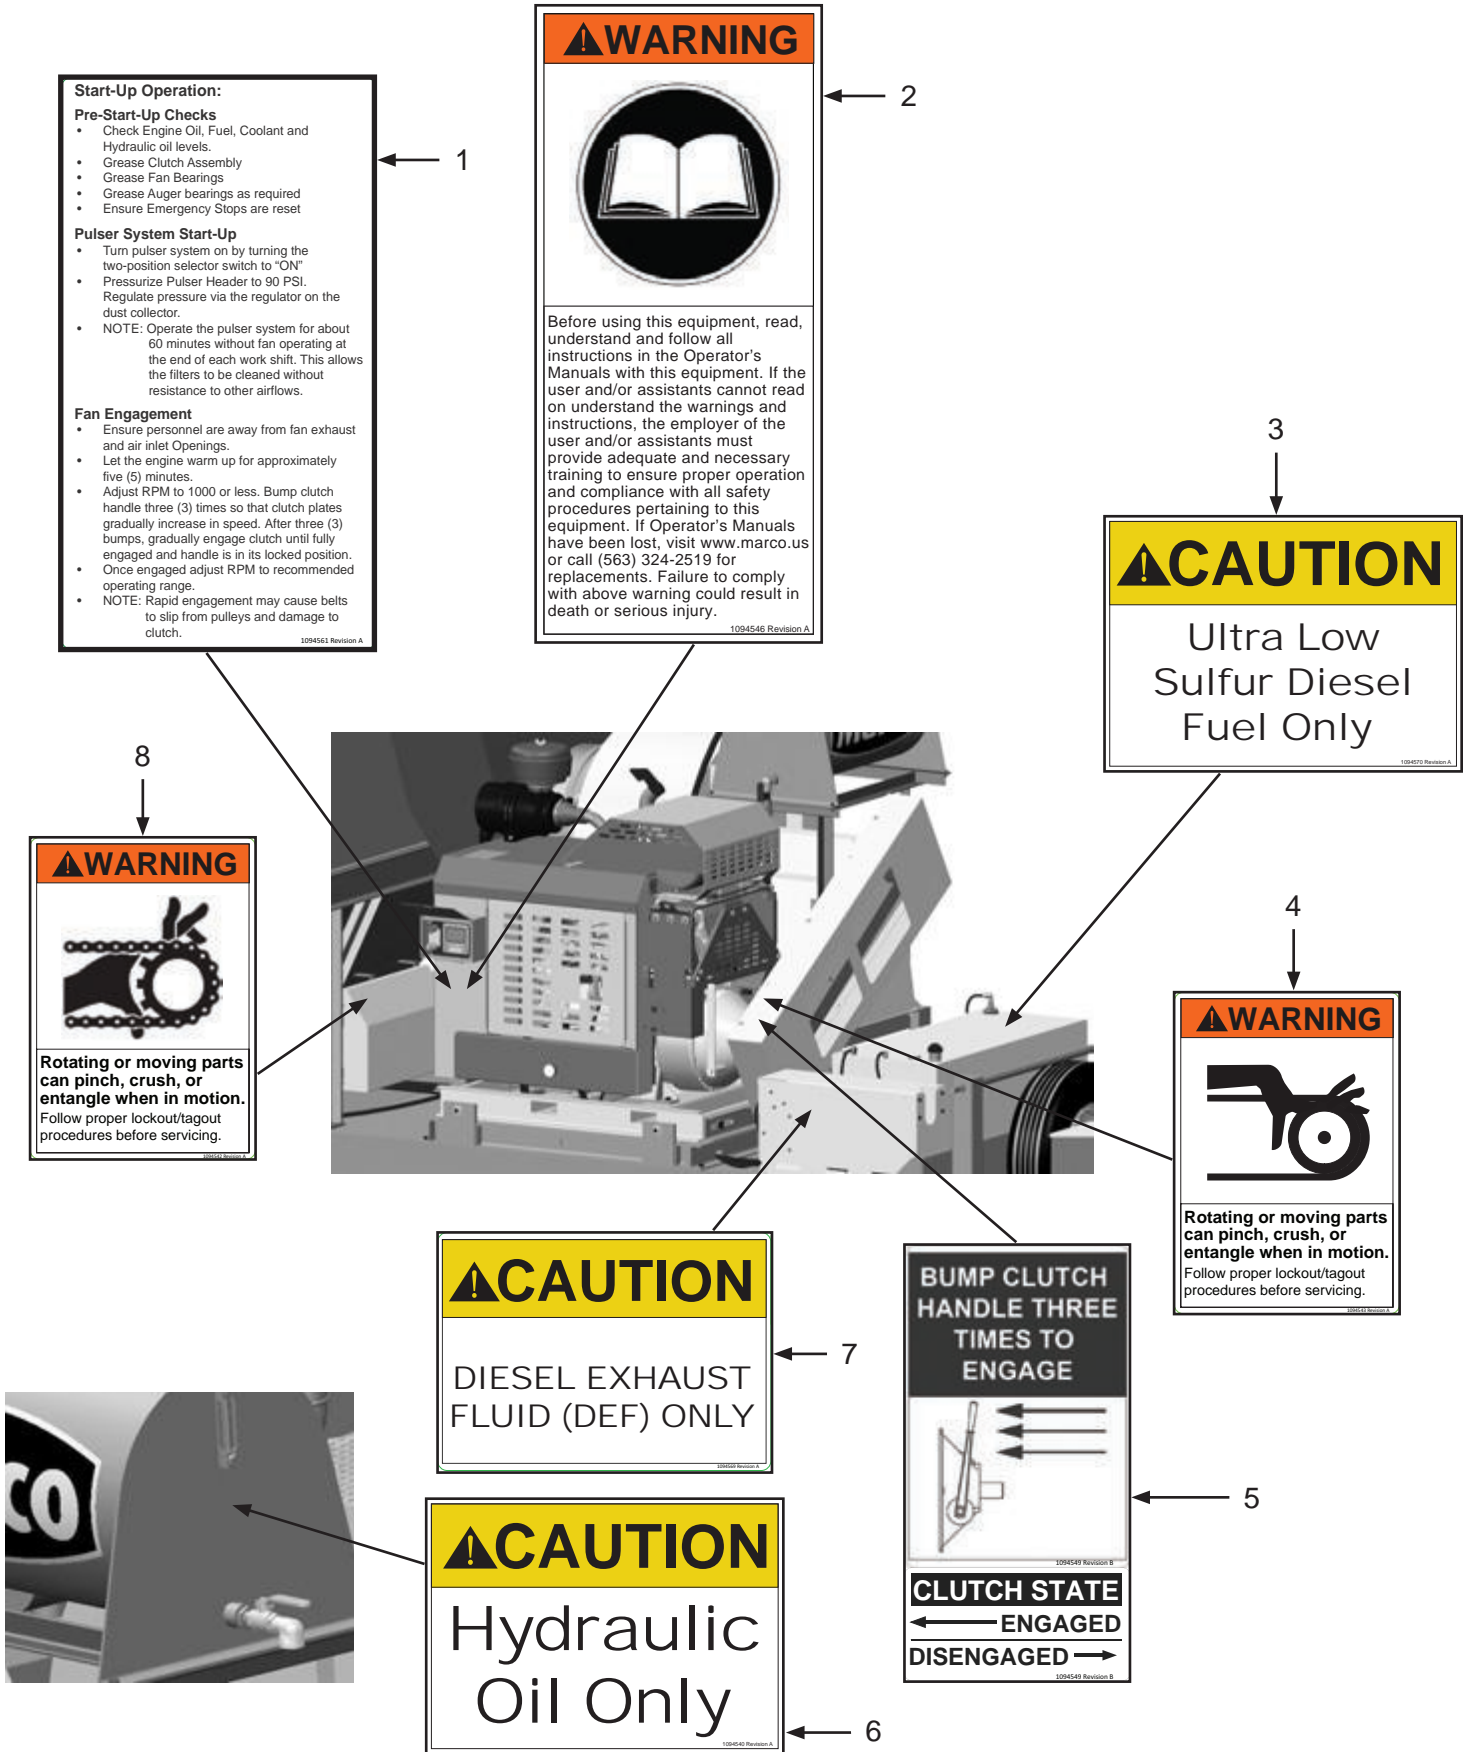 Start-Up Operation:
Pre-Start-Up Checks
• Check Engine Oil, Fuel, Coolant and
Hydraulic oil levels.
• Grease Clutch Assembly
• Grease Fan Bearings
• Grease Auger bearings as required
• Ensure Emergency Stops are reset
Pulser System Start-Up
• Turn pulser system on by turning the
two-position selector switch to “ON”
• Pressurize Pulser Header to 90 PSI.
Regulate pressure via the regulator on the
dust collector.
• NOTE: Operate the pulser system for about
60 minutes without fan operating at
the end of each work shift. This allows
the filters to be cleaned without
resistance to other airflows.
Fan Engagement
• Ensure personnel are away from fan exhaust
and air inlet Openings.
• Let the engine warm up for approximately
five (5) minutes.
• Adjust RPM to 1000 or less. Bump clutch
handle three (3) times so that clutch plates
gradually increase in speed. After three (3)
bumps, gradually engage clutch until fully
engaged and handle is in its locked position.
• Once engaged adjust RPM to recommended
operating range.
• NOTE: Rapid engagement may cause belts
to slip from pulleys and damage to
clutch.
1094561 Revision A
1
WARNING
Before using this equipment, read,
understand and follow all
instructions in the Operator’s
Manuals with this equipment. If the
user and/or assistants cannot read
on understand the warnings and
instructions, the employer of the
user and/or assistants must
provide adequate and necessary
training to ensure proper operation
and compliance with all safety
procedures pertaining to this
equipment. If Operator’s Manuals
have been lost, visit www.marco.us
or call (563) 324-2519 for
replacements. Failure to comply
with above warning could result in
death or serious injury.
1094546 Revision A
2
3
CAUTION
Ultra Low
Sulfur Diesel
Fuel Only
1094570 Revision A
8
WARNING
Rotating or moving parts
can pinch, crush, or
entangle when in motion.
Follow proper lockout/tagout
procedures before servicing.
1094542 Revision A
4
WARNING
Rotating or moving parts
can pinch, crush, or
entangle when in motion.
Follow proper lockout/tagout
procedures before servicing.
1094543 Revision A
CAUTION
DIESEL EXHAUST
FLUID (DEF) ONLY
1094569 Revision A
7
BUMP CLUTCH
HANDLE THREE
TIMES TO
ENGAGE
1094549 Revision B
CLUTCH STATE
ENGAGED
DISENGAGED
1094549 Revision B
5
CO
CAUTION
Hydraulic
Oil Only
1094540 Revision A
6